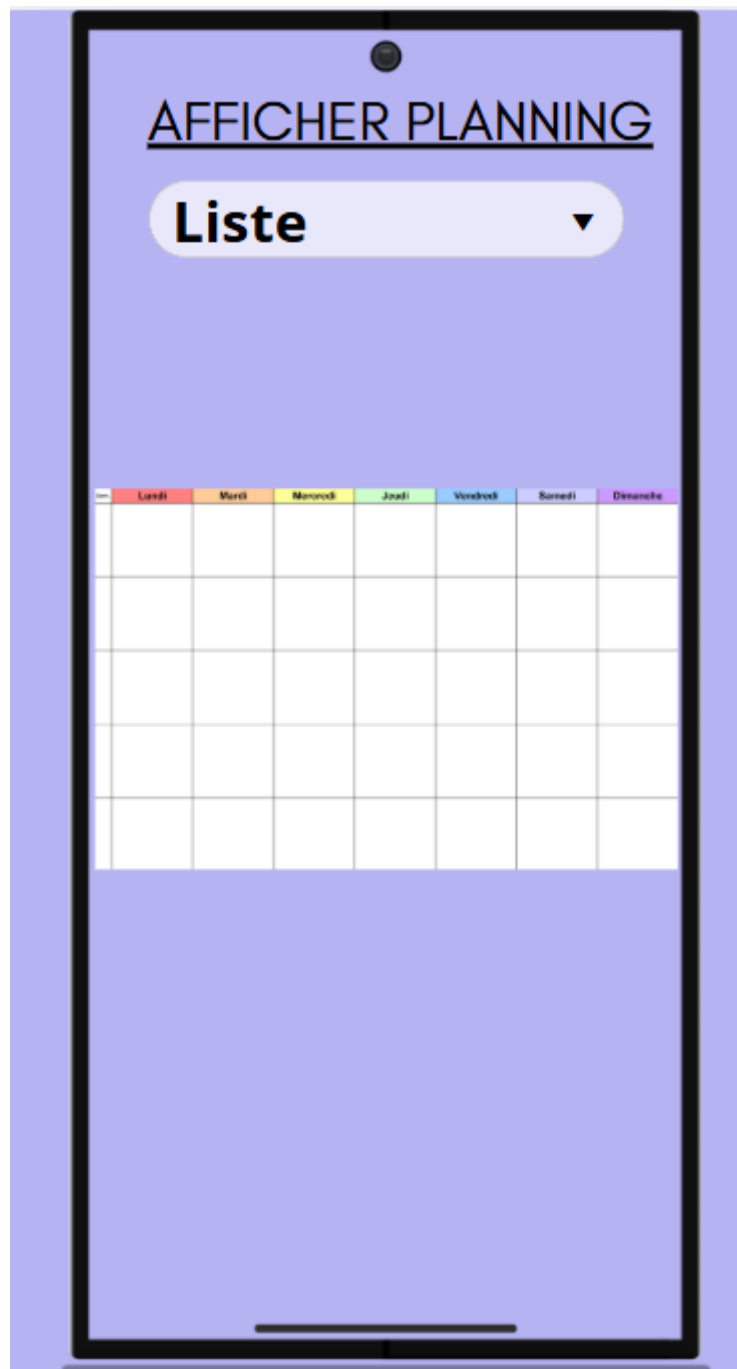 AFFICHER PLANNING
Liste ▼
Lundi Mardi Mercredi Jeudi Vendredi Samedi Dimanche